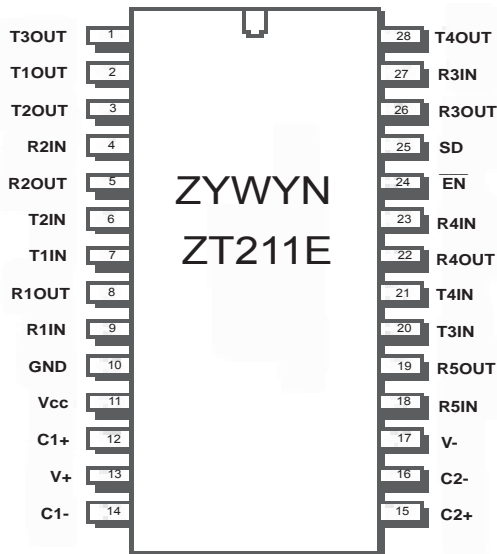 T3OUT 1 28 T4OUT
T1OUT 2 27 R3IN
T2OUT 3 26 R3OUT
R2IN 4 25 SD
R2OUT 5 24 EN
T2IN 6 23 R4IN
T1IN 7 22 R4OUT
R1OUT 8 21 T4IN
R1IN 9 20 T3IN
GND 10 19 R5OUT
Vcc 11 18 R5IN
C1+ 12 17 V-
V+ 13 16 C2-
C1- 14 15 C2+
ZYWYN
ZT211E